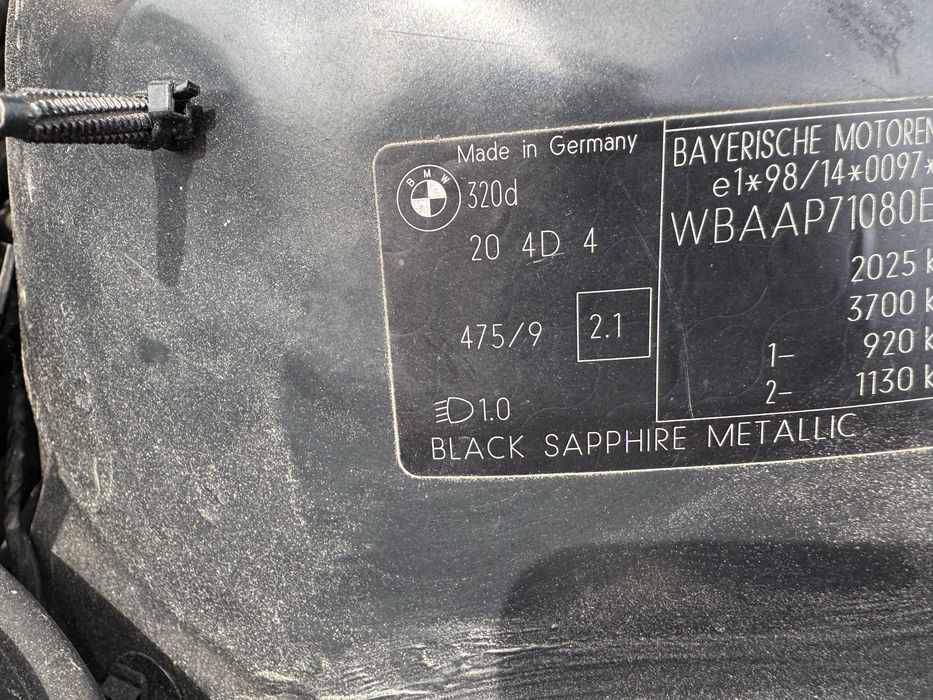 Made in Germany
BMW
320d
20 4D 4
475/9 2.1
1.0
BAYERISCHE MOTOREN
e1*98/14*0097*
WBAAP71080E
2025 k
3700 k
1– 920 k
2– 1130 k
BLACK SAPPHIRE METALLIC